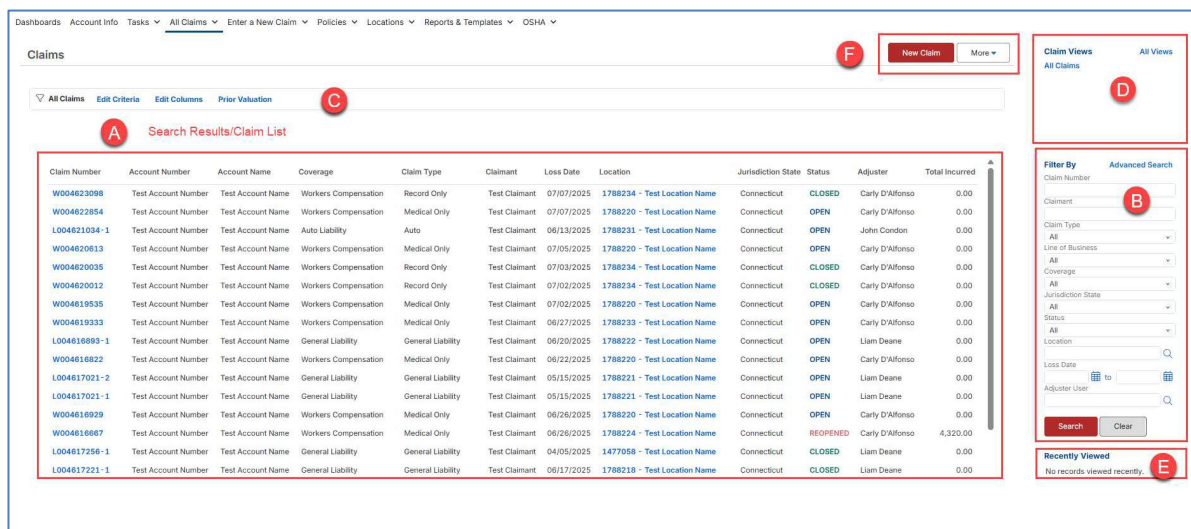 Dashboards Account Info Tasks All Claims Enter a New Claim Policies Locations Reports & Templates OSHA
Claims
F
New Claim More
All Claims Edit Criteria Edit Columns Prior Valuation
C
A
Search Results/Claim List
Claim Number Account Number Account Name Coverage Claim Type Claimant Loss Date Location Jurisdiction State Status Adjuster Total Incurred
W004623098 Test Account Number Test Account Name Workers Compensation Record Only Test Claimant 07/07/2025 1788234 - Test Location Name Connecticut CLOSED Carly D'Alfonso 0.00
W004622854 Test Account Number Test Account Name Workers Compensation Medical Only Test Claimant 07/07/2025 1788220 - Test Location Name Connecticut OPEN Carly D'Alfonso 0.00
L004621034-1 Test Account Number Test Account Name Auto Liability Auto Test Claimant 06/13/2025 1788231 - Test Location Name Connecticut OPEN John Condon 0.00
W004620613 Test Account Number Test Account Name Workers Compensation Medical Only Test Claimant 07/05/2025 1788220 - Test Location Name Connecticut OPEN Carly D'Alfonso 0.00
W004620035 Test Account Number Test Account Name Workers Compensation Record Only Test Claimant 07/03/2025 1788234 - Test Location Name Connecticut CLOSED Carly D'Alfonso 0.00
W004620012 Test Account Number Test Account Name Workers Compensation Record Only Test Claimant 07/02/2025 1788234 - Test Location Name Connecticut CLOSED Carly D'Alfonso 0.00
W004619535 Test Account Number Test Account Name Workers Compensation Medical Only Test Claimant 07/02/2025 1788220 - Test Location Name Connecticut OPEN Carly D'Alfonso 0.00
W004619333 Test Account Number Test Account Name Workers Compensation Medical Only Test Claimant 06/27/2025 1788233 - Test Location Name Connecticut OPEN Carly D'Alfonso 0.00
L004616893-1 Test Account Number Test Account Name General Liability General Liability Test Claimant 06/20/2025 1788222 - Test Location Name Connecticut OPEN Liam Deane 0.00
W004616822 Test Account Number Test Account Name Workers Compensation Medical Only Test Claimant 06/22/2025 1788220 - Test Location Name Connecticut OPEN Carly D'Alfonso 0.00
L004617021-2 Test Account Number Test Account Name General Liability General Liability Test Claimant 05/15/2025 1788221 - Test Location Name Connecticut OPEN Liam Deane 0.00
L004617021-1 Test Account Number Test Account Name General Liability General Liability Test Claimant 05/15/2025 1788221 - Test Location Name Connecticut OPEN Liam Deane 0.00
W004616929 Test Account Number Test Account Name Workers Compensation Medical Only Test Claimant 06/26/2025 1788220 - Test Location Name Connecticut OPEN Carly D'Alfonso 0.00
W004616667 Test Account Number Test Account Name Workers Compensation Medical Only Test Claimant 06/26/2025 1788224 - Test Location Name Connecticut REOPENED Carly D'Alfonso 4,320.00
L004617256-1 Test Account Number Test Account Name General Liability General Liability Test Claimant 04/05/2025 1477058 - Test Location Name Connecticut CLOSED Liam Deane 0.00
L004617221-1 Test Account Number Test Account Name General Liability General Liability Test Claimant 06/17/2025 1788218 - Test Location Name Connecticut CLOSED Liam Deane 0.00
Claim Views All Views
All Claims
D
Filter By Advanced Search
Claim Number
B
Claimant
Claim Type
All
Line of Business
All
Coverage
All
Jurisdiction State
All
Status
All
Location
Loss Date
to
Adjuster User
Search Clear
Recently Viewed
No records viewed recently.
E